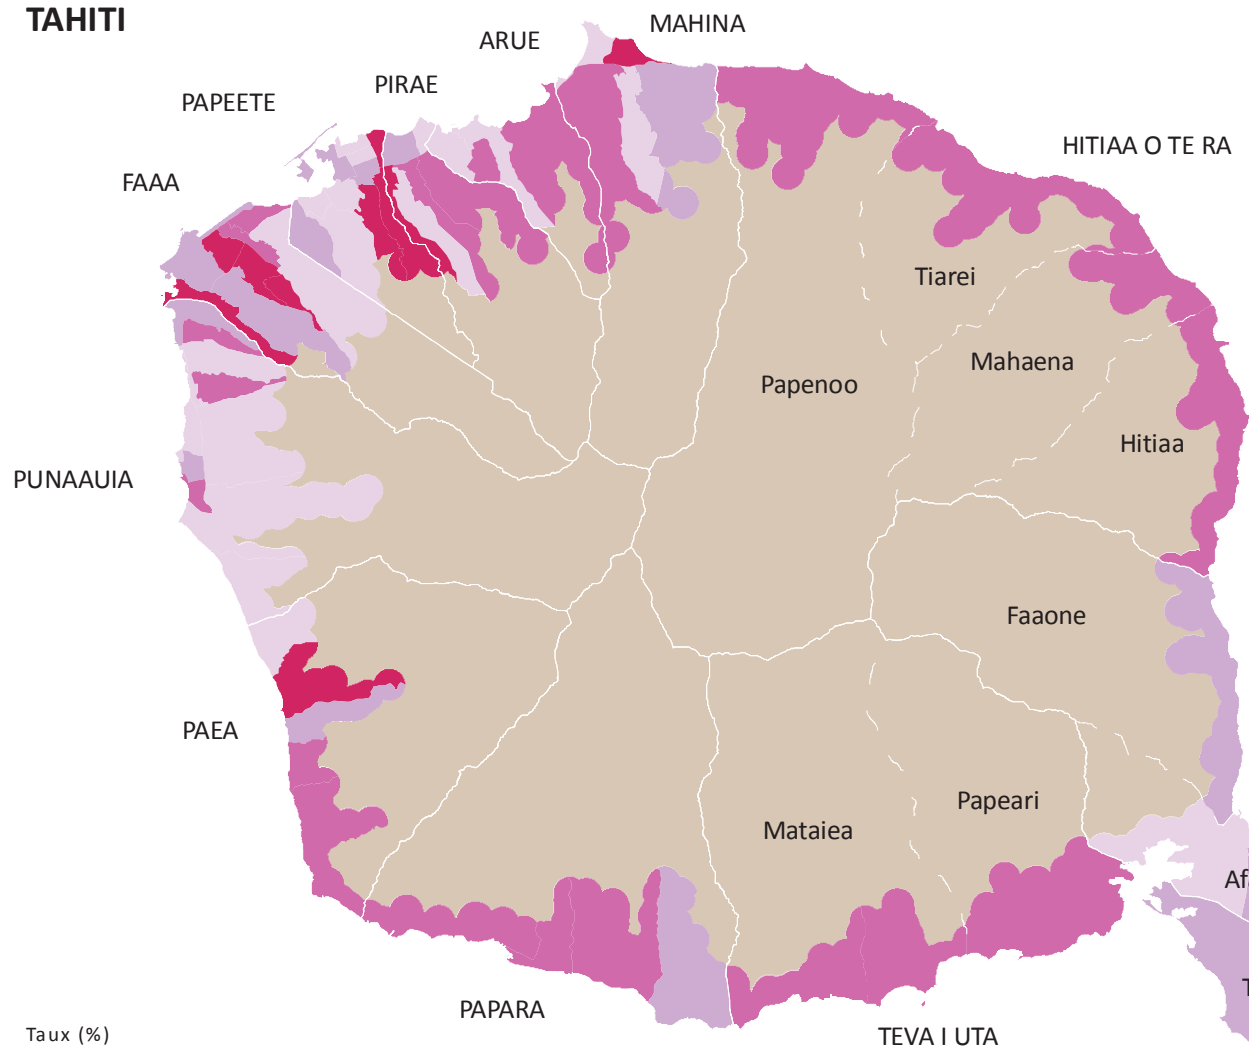 TAHITI
MAHINA
ARUE
PIRAE
PAPEETE
HITIAA O TE RA
FAAA
Tiarei
Mahaena
Papenoo
Hitiaa
PUNAAUIA
Faaone
PAEA
Papeari
Mataiea
Af
T
PAPARA
Taux (%)
TEVA I UTA